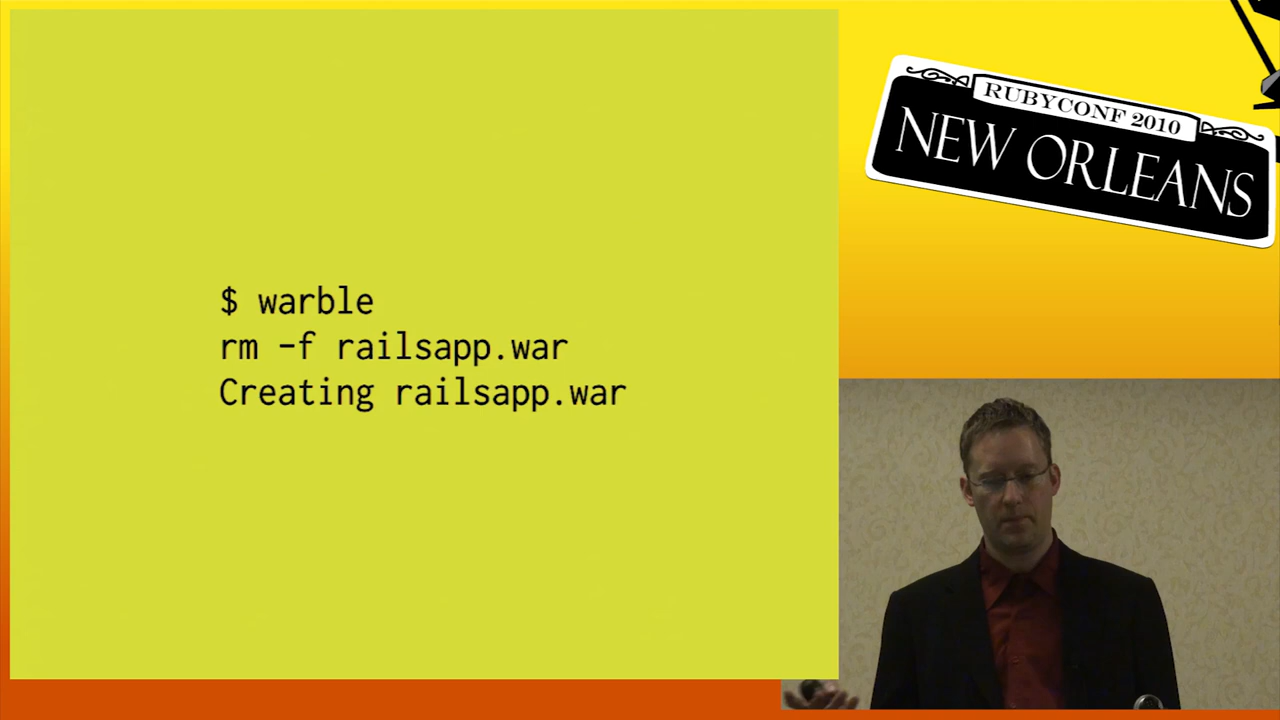 $ warble
rm -f railsapp.war
Creating railsapp.war
RUBYCONF 2010
NEW ORLEANS